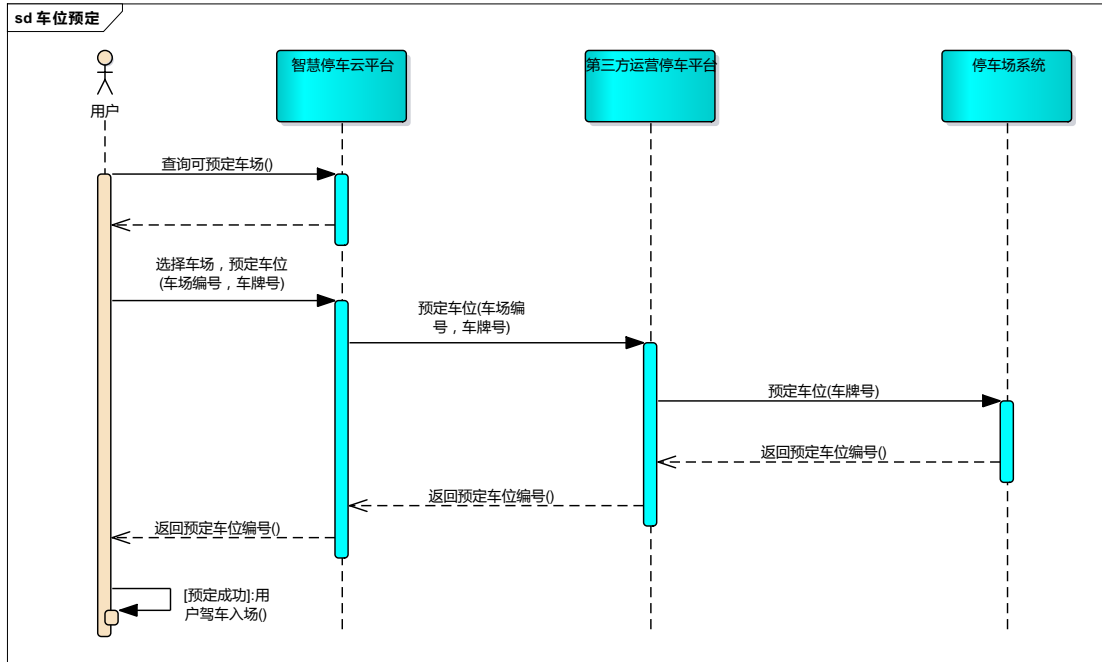 sd 车位预定
用户
智慧停车云平台
第三方运营停车平台
停车场系统
查询可预定车场()
选择车场，预定车位
(车场编号，车牌号)
预定车位(车场编
号，车牌号)
预定车位(车牌号)
返回预定车位编号()
返回预定车位编号()
返回预定车位编号()
[预定成功]:用
户驾车入场()